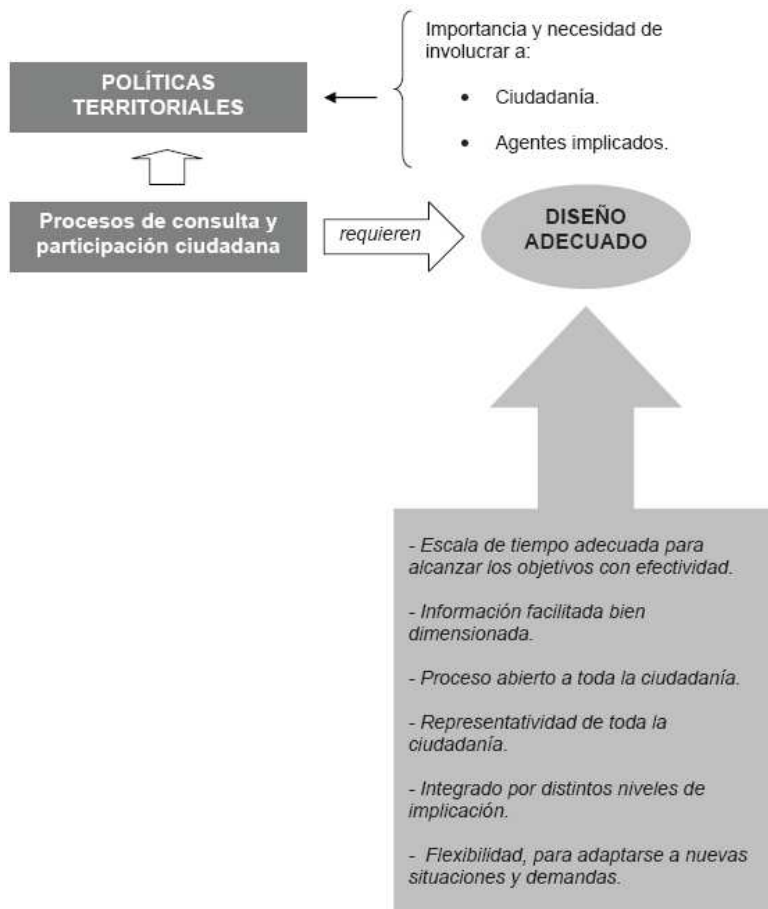 Importancia y necesidad de
involucrar a:
• Ciudadanía.
• Agentes implicados.
POLÍTICAS
TERRITORIALES
Procesos de consulta y
participación ciudadana
requieren
DISEÑO
ADECUADO
- Escala de tiempo adecuada para
alcanzar los objetivos con efectividad.
- Información facilitada bien
dimensionada.
- Proceso abierto a toda la ciudadanía.
- Representatividad de toda la
ciudadanía.
- Integrado por distintos niveles de
implicación.
- Flexibilidad, para adaptarse a nuevas
situaciones y demandas.